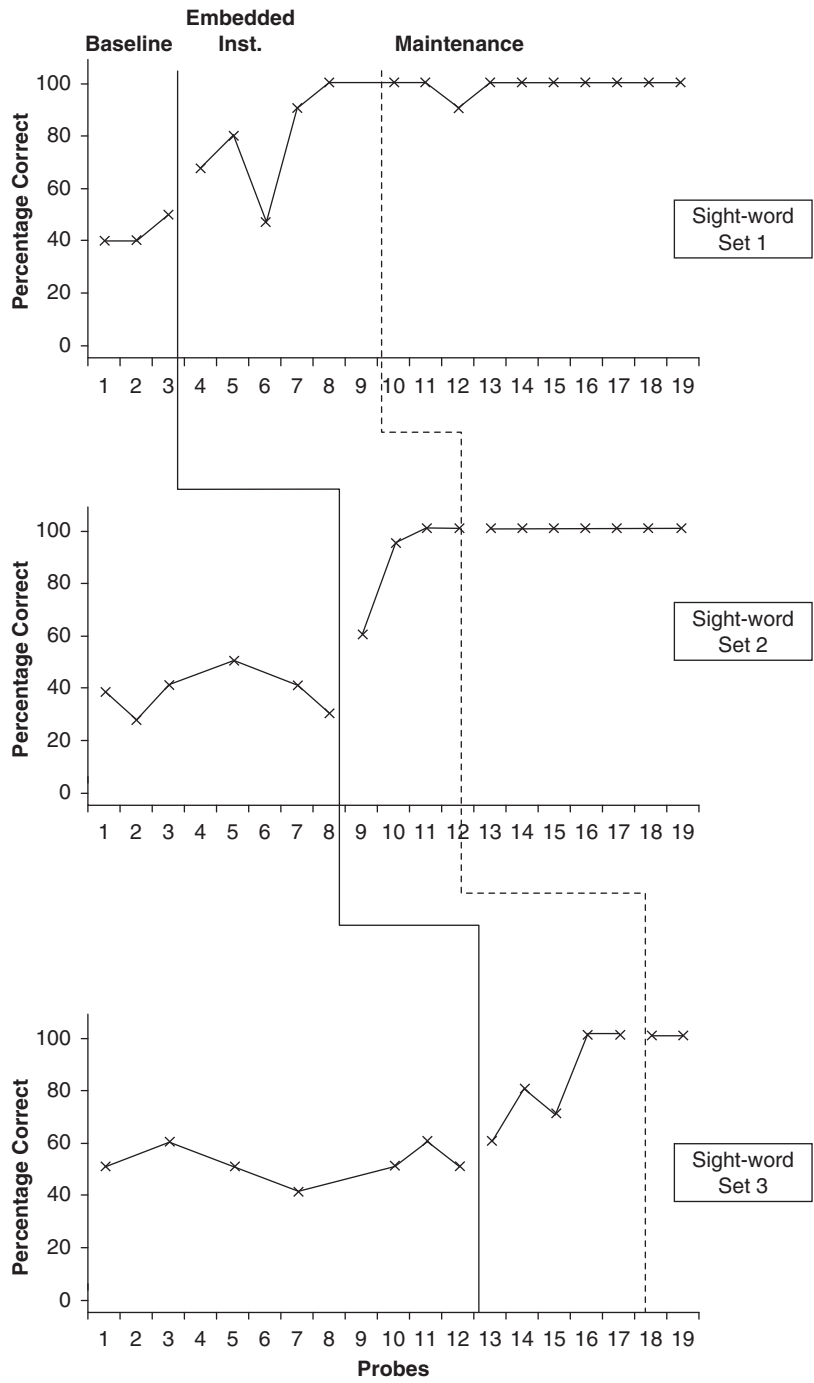 Embedded
Baseline Inst. Maintenance
100
80
60
40
20
0
Percentage Correct
Sight-word
Set 1
1 2 3 4 5 6 7 8 9 10 11 12 13 14 15 16 17 18 19
100
80
60
40
20
0
Percentage Correct
Sight-word
Set 2
1 2 3 4 5 6 7 8 9 10 11 12 13 14 15 16 17 18 19
100
80
60
40
20
0
Percentage Correct
Sight-word
Set 3
1 2 3 4 5 6 7 8 9 10 11 12 13 14 15 16 17 18 19
Probes